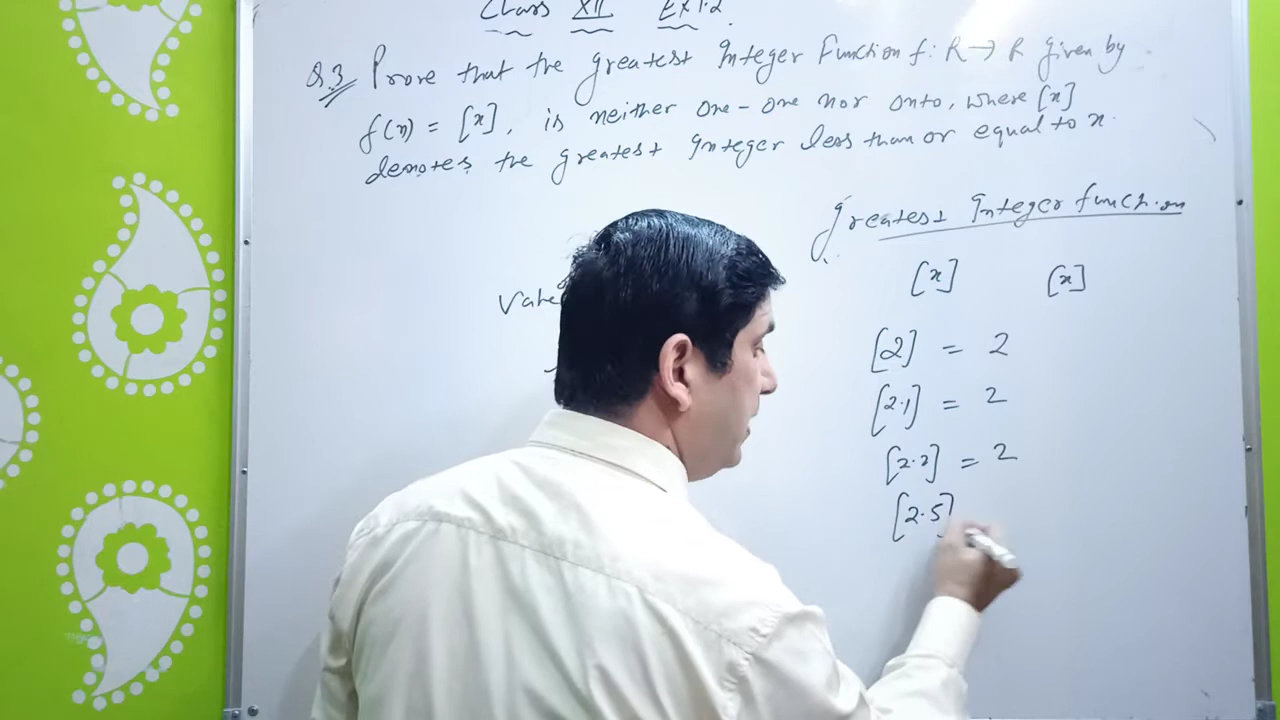 Class XII Ex 1.2
Q.3 Prove that the greatest Integer Function f: R → R given by
f(x) = [x], is neither one-one nor onto, where [x]
denotes the greatest Integer less than or equal to x.
Greatest Integer function
[x] [x]
[2] = 2
[2.1] = 2
[2.2] = 2
[2.5]